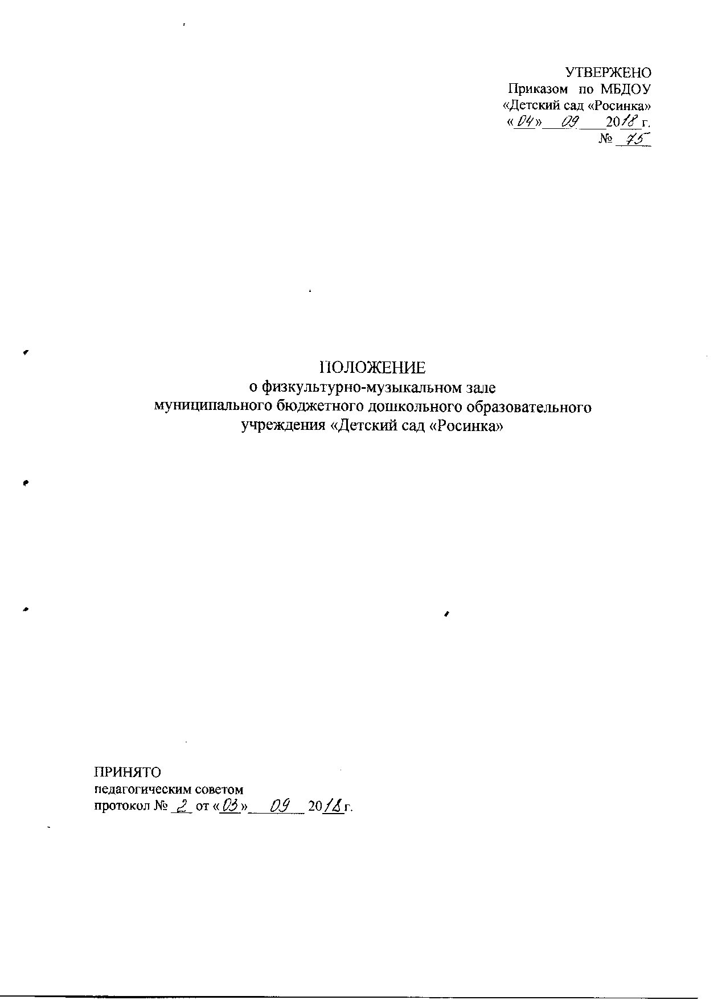 УТВЕРЖЕНО
Приказом по МБДОУ
«Детский сад «Росинка»
«04» 09 2018 г.
№ 75
ПОЛОЖЕНИЕ
о физкультурно-музыкальном зале
муниципального бюджетного дошкольного образовательного
учреждения «Детский сад «Росинка»
ПРИНЯТО
педагогическим советом
протокол № 2 от «03» 09 2018 г.